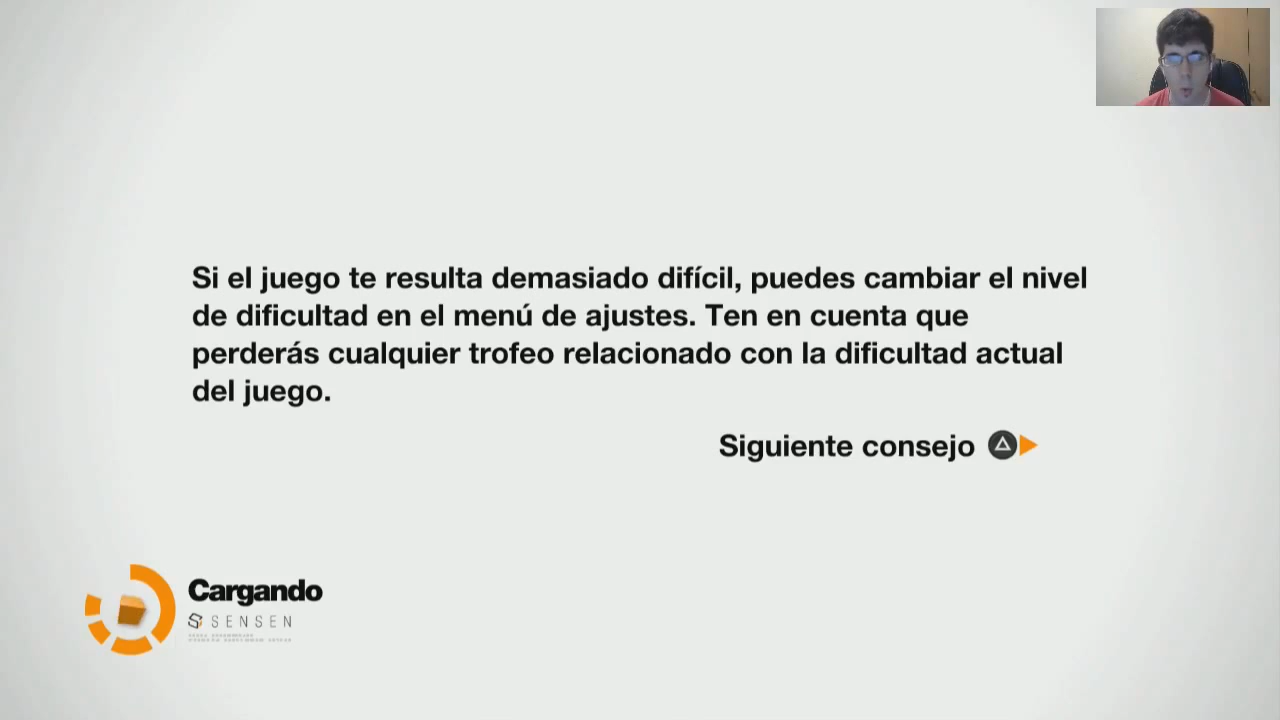 Si el juego te resulta demasiado difícil, puedes cambiar el nivel
de dificultad en el menú de ajustes. Ten en cuenta que
perderás cualquier trofeo relacionado con la dificultad actual
del juego.
Siguiente consejo
Cargando
SENSEN